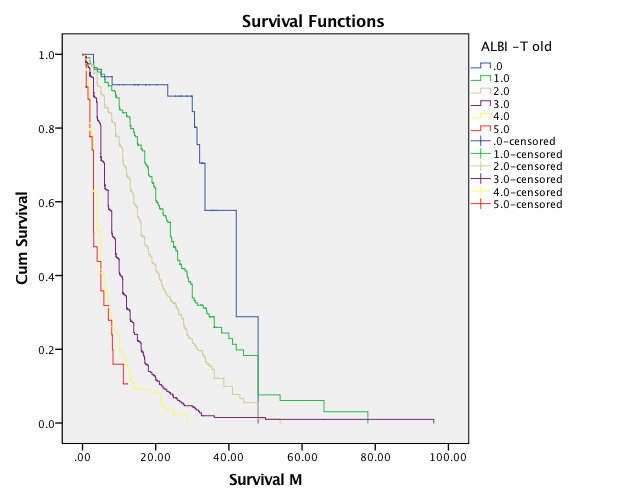 Survival Functions
ALBI -T old
.0
1.0
2.0
3.0
4.0
5.0
.0-censored
1.0-censored
2.0-censored
3.0-censored
4.0-censored
5.0-censored
Cum Survival
1.0
0.8
0.6
0.4
0.2
0.0
.00 20.00 40.00 60.00 80.00 100.00
Survival M